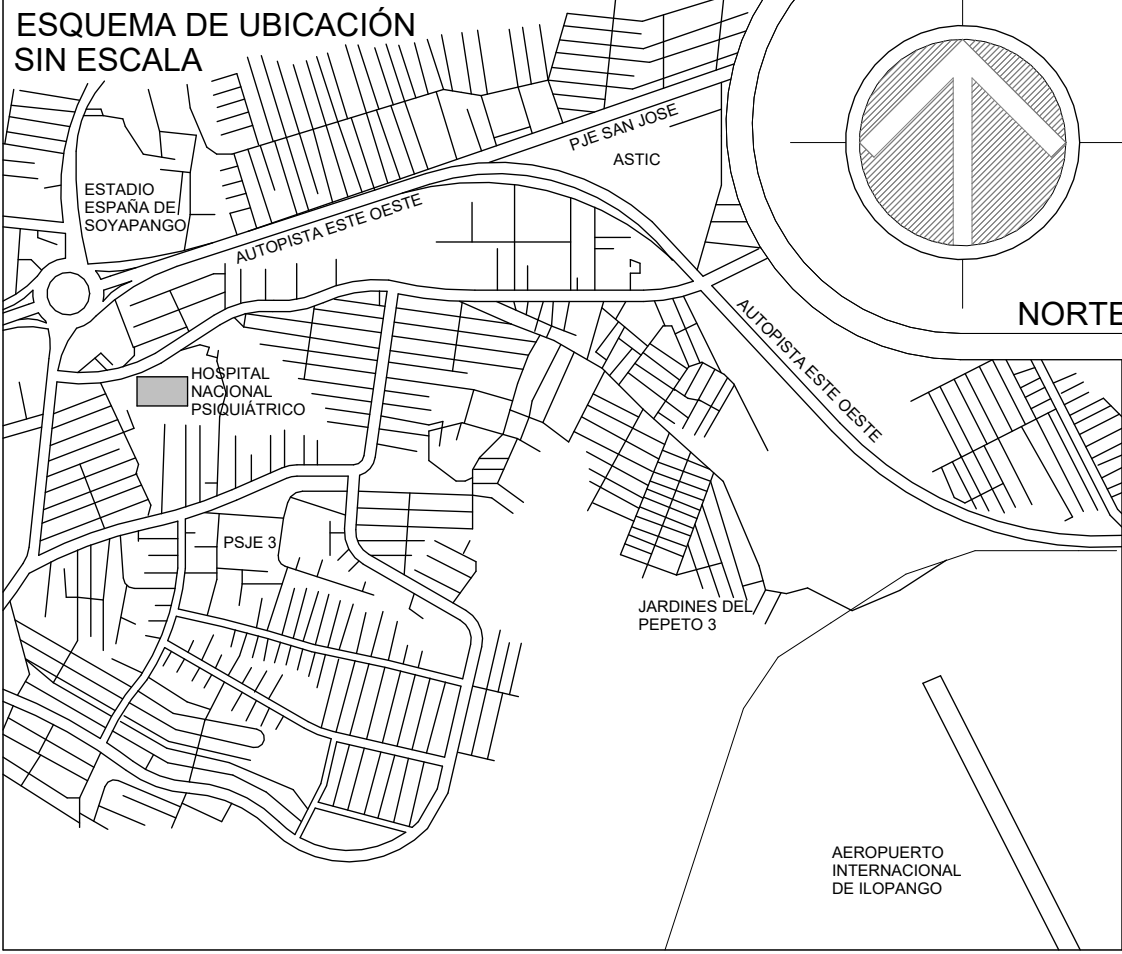 ESQUEMA DE UBICACIÓN
SIN ESCALA
PJE SAN JOSE
ASTIC
ESTADIO
ESPAÑA DE
SOYAPANGO
AUTOPISTA ESTE OESTE
NORTE
AUTOPISTA ESTE OESTE
HOSPITAL
NACIONAL
PSIQUIÁTRICO
PSJE 3
JARDINES DEL
PEPETO 3
AEROPUERTO
INTERNACIONAL
DE ILOPANGO